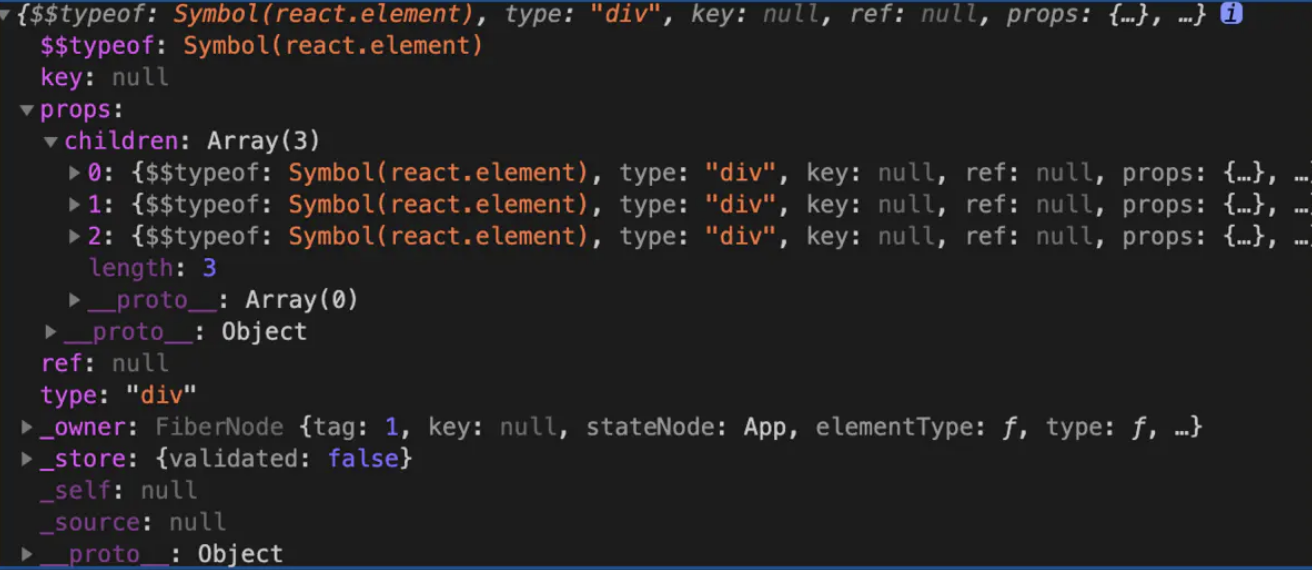 {$$typeof: Symbol(react.element), type: "div", key: null, ref: null, props: {…}, …} i
$$typeof: Symbol(react.element)
key: null
props:
children: Array(3)
0: {$$typeof: Symbol(react.element), type: "div", key: null, ref: null, props: {…}, …
1: {$$typeof: Symbol(react.element), type: "div", key: null, ref: null, props: {…}, …
2: {$$typeof: Symbol(react.element), type: "div", key: null, ref: null, props: {…}, …
length: 3
__proto__: Array(0)
__proto__: Object
ref: null
type: "div"
_owner: FiberNode {tag: 1, key: null, stateNode: App, elementType: ƒ, type: ƒ, …}
_store: {validated: false}
_self: null
_source: null
__proto__: Object